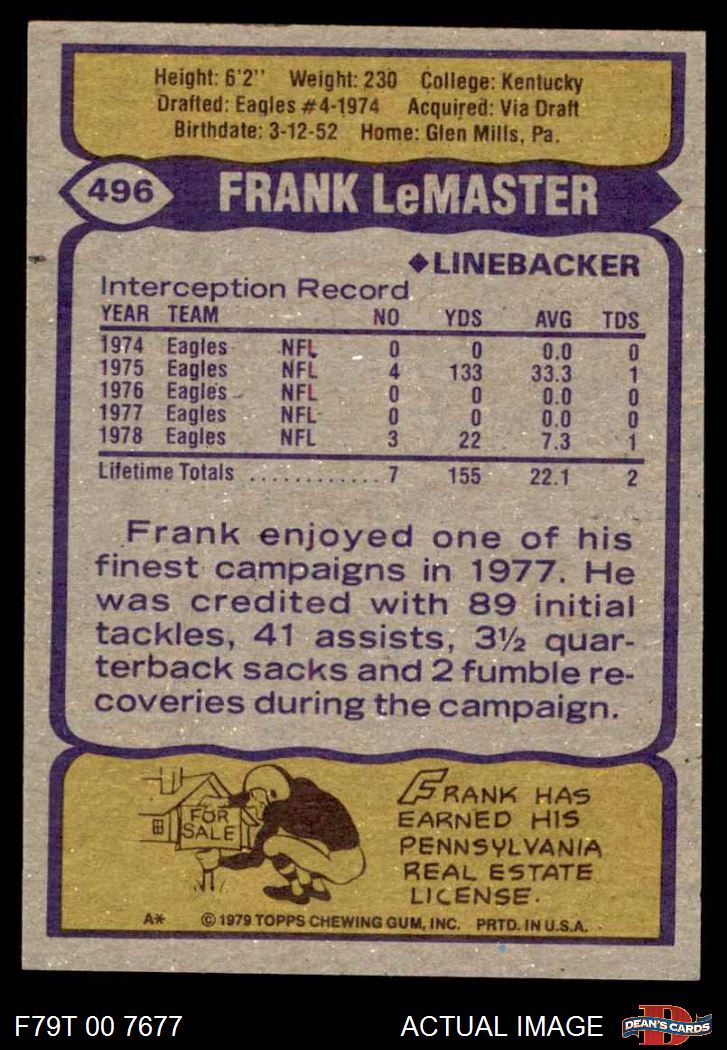 Height: 6'2'' Weight: 230 College: Kentucky
Drafted: Eagles #4-1974 Acquired: Via Draft
Birthdate: 3-12-52 Home: Glen Mills, Pa.
496 FRANK LeMASTER
◆LINEBACKER
Interception Record
YEAR TEAM NO YDS AVG TDS
1974 Eagles NFL 0 0 0.0 0
1975 Eagles NFL 4 133 33.3 1
1976 Eagles NFL 0 0 0.0 0
1977 Eagles NFL 0 0 0.0 0
1978 Eagles NFL 3 22 7.3 1
Lifetime Totals ............ 7 155 22.1 2
Frank enjoyed one of his
finest campaigns in 1977. He
was credited with 89 initial
tackles, 41 assists, 3½ quar-
terback sacks and 2 fumble re-
coveries during the campaign.
FOR
SALE
FRANK HAS
EARNED HIS
PENNSYLVANIA
REAL ESTATE
LICENSE.
A* © 1979 TOPPS CHEWING GUM, INC. PRTD. IN U.S.A.
F79T 00 7677 ACTUAL IMAGE D DEAN'S CARDS